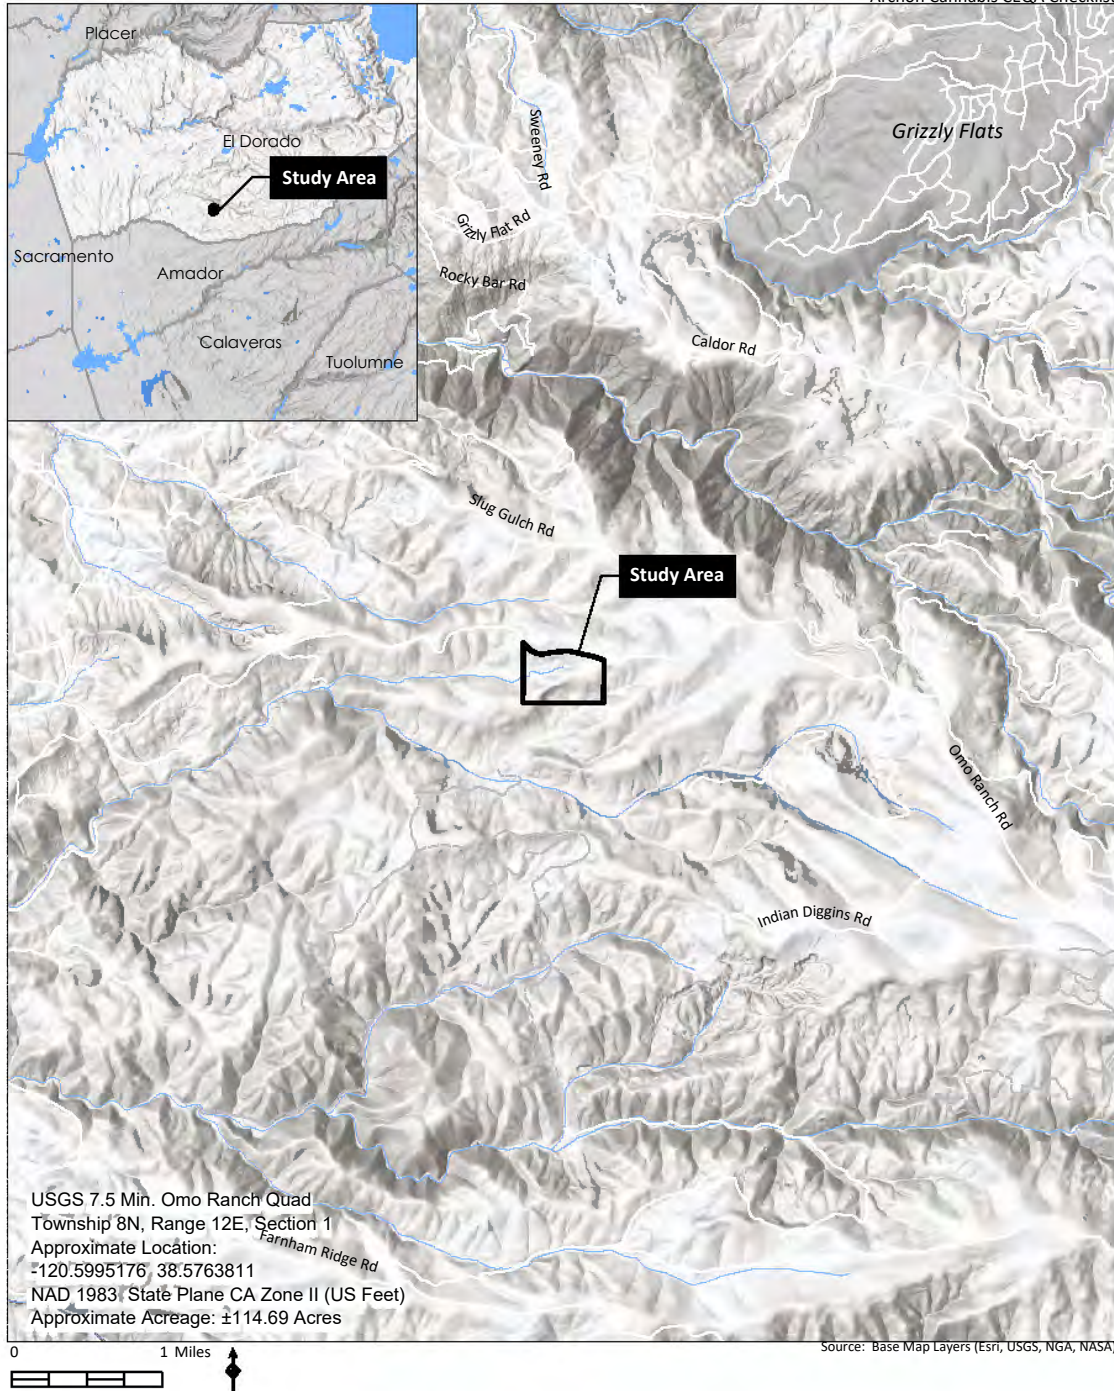 Archon Cannabis CEQA Checklist
Placer
El Dorado
Study Area
Sacramento
Amador
Calaveras
Tuolumne
Grizzly Flats
Sweeney Rd
Grizzly Flat Rd
Rocky Bar Rd
Caldor Rd
Slug Gulch Rd
Study Area
Omo Ranch Rd
Indian Diggins Rd
USGS 7.5 Min. Omo Ranch Quad
Township 8N, Range 12E, Section 1
Approximate Location:
-120.5995176, 38.5763811
NAD 1983, State Plane CA Zone II (US Feet)
Approximate Acreage: ±114.69 Acres
Farnham Ridge Rd
0 1 Miles
Source: Base Map Layers (Esri, USGS, NGA, NASA,